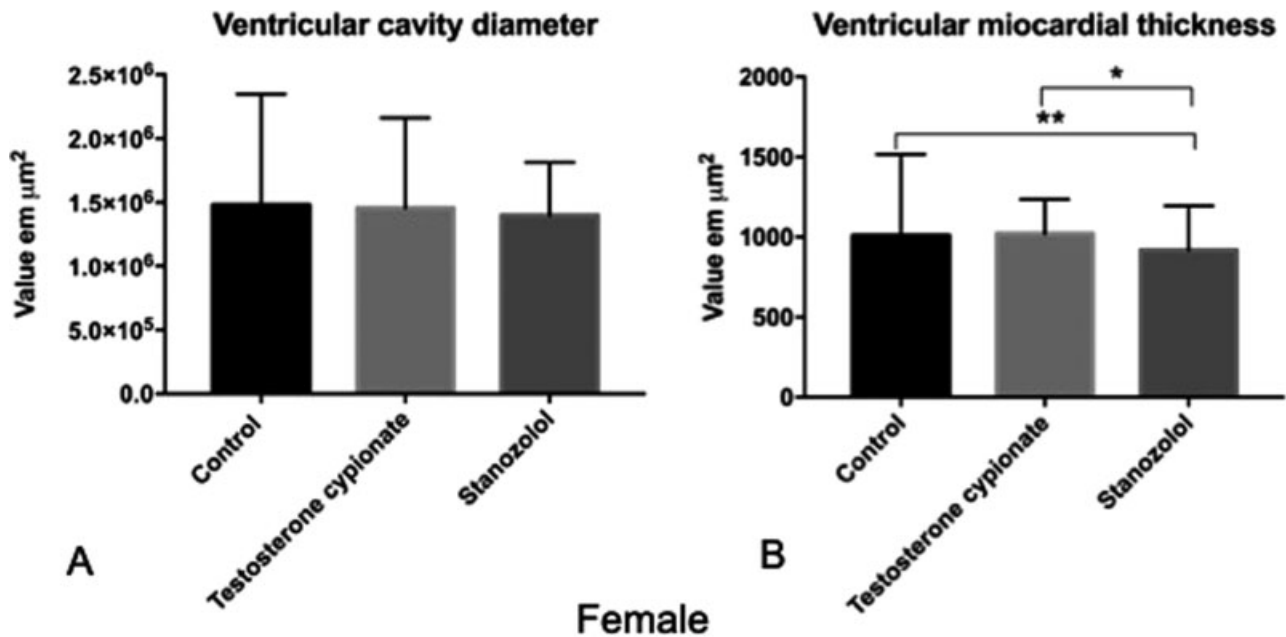 Ventricular cavity diameter
Value em μm²
2.5×10⁶
2.0×10⁶
1.5×10⁶
1.0×10⁶
5.0×10⁵
0.0
Control
Testosterone cypionate
Stanozolol
A
Ventricular miocardial thickness
Value em μm²
2000
1500
1000
500
0
*
**
Control
Testosterone cypionate
Stanozolol
B
Female